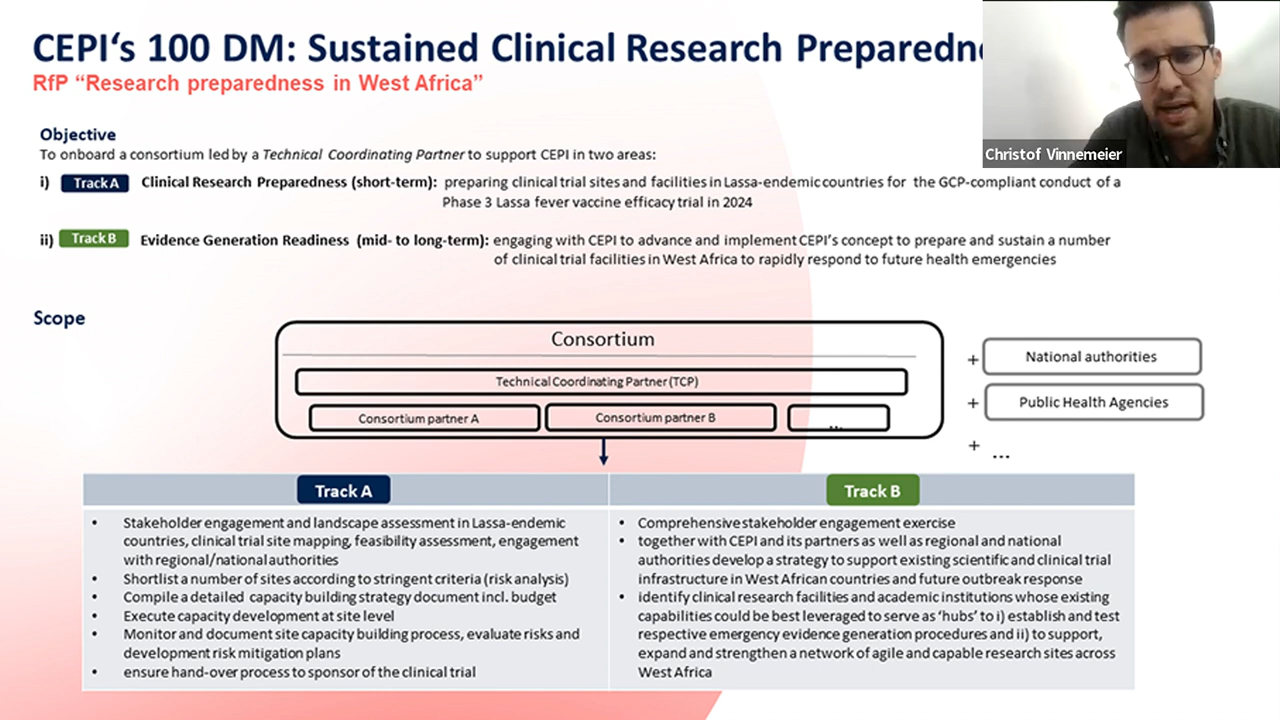 CEPI‘s 100 DM: Sustained Clinical Research Preparedn
RfP “Research preparedness in West Africa”
Christof Vinnemeier
Objective
To onboard a consortium led by a Technical Coordinating Partner to support CEPI in two areas:
i) Track A Clinical Research Preparedness (short-term): preparing clinical trial sites and facilities in Lassa-endemic countries for the GCP-compliant conduct of a
Phase 3 Lassa fever vaccine efficacy trial in 2024
ii) Track B Evidence Generation Readiness (mid- to long-term): engaging with CEPI to advance and implement CEPI’s concept to prepare and sustain a number
of clinical trial facilities in West Africa to rapidly respond to future health emergencies
Scope
Consortium
Technical Coordinating Partner (TCP)
Consortium partner A
Consortium partner B
...
+ National authorities
+ Public Health Agencies
+ ...
Track A
• Stakeholder engagement and landscape assessment in Lassa-endemic
countries, clinical trial site mapping, feasibility assessment, engagement
with regional/national authorities
• Shortlist a number of sites according to stringent criteria (risk analysis)
• Compile a detailed capacity building strategy document incl. budget
• Execute capacity development at site level
• Monitor and document site capacity building process, evaluate risks and
development risk mitigation plans
• ensure hand-over process to sponsor of the clinical trial
Track B
• Comprehensive stakeholder engagement exercise
• together with CEPI and its partners as well as regional and national
authorities develop a strategy to support existing scientific and clinical trial
infrastructure in West African countries and future outbreak response
• identify clinical research facilities and academic institutions whose existing
capabilities could be best leveraged to serve as ‘hubs’ to i) establish and test
respective emergency evidence generation procedures and ii) to support,
expand and strengthen a network of agile and capable research sites across
West Africa